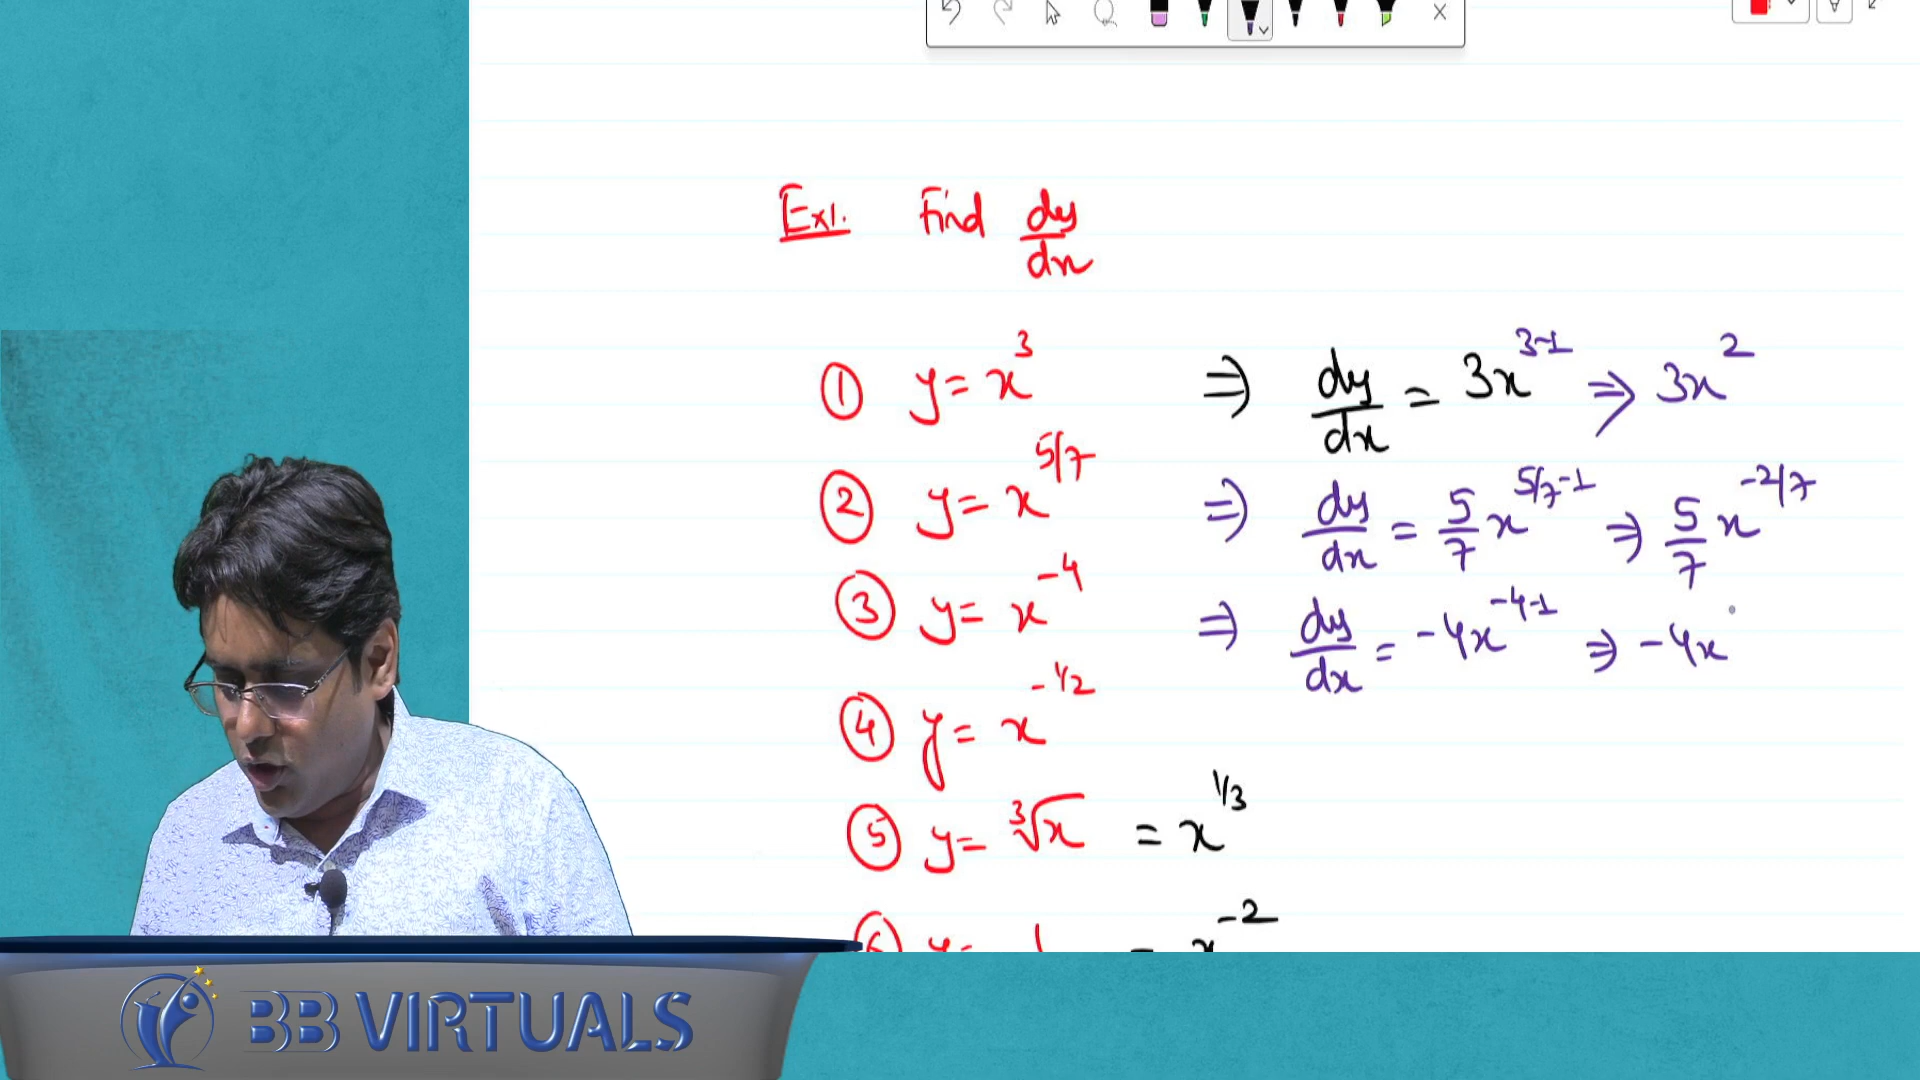 Ex1. Find dy/dx
① y = x^3 ⇒ dy/dx = 3x^(3-1) ⇒ 3x^2
② y = x^(5/7) ⇒ dy/dx = 5/7 x^(5/7-1) ⇒ 5/7 x^(-2/7)
③ y = x^(-4) ⇒ dy/dx = -4x^(-4-1) ⇒ -4x
④ y = x^(-1/2)
⑤ y = ∛x = x^(1/3)
⑥ y = 1 = x^(-2)
BB VIRTUALS